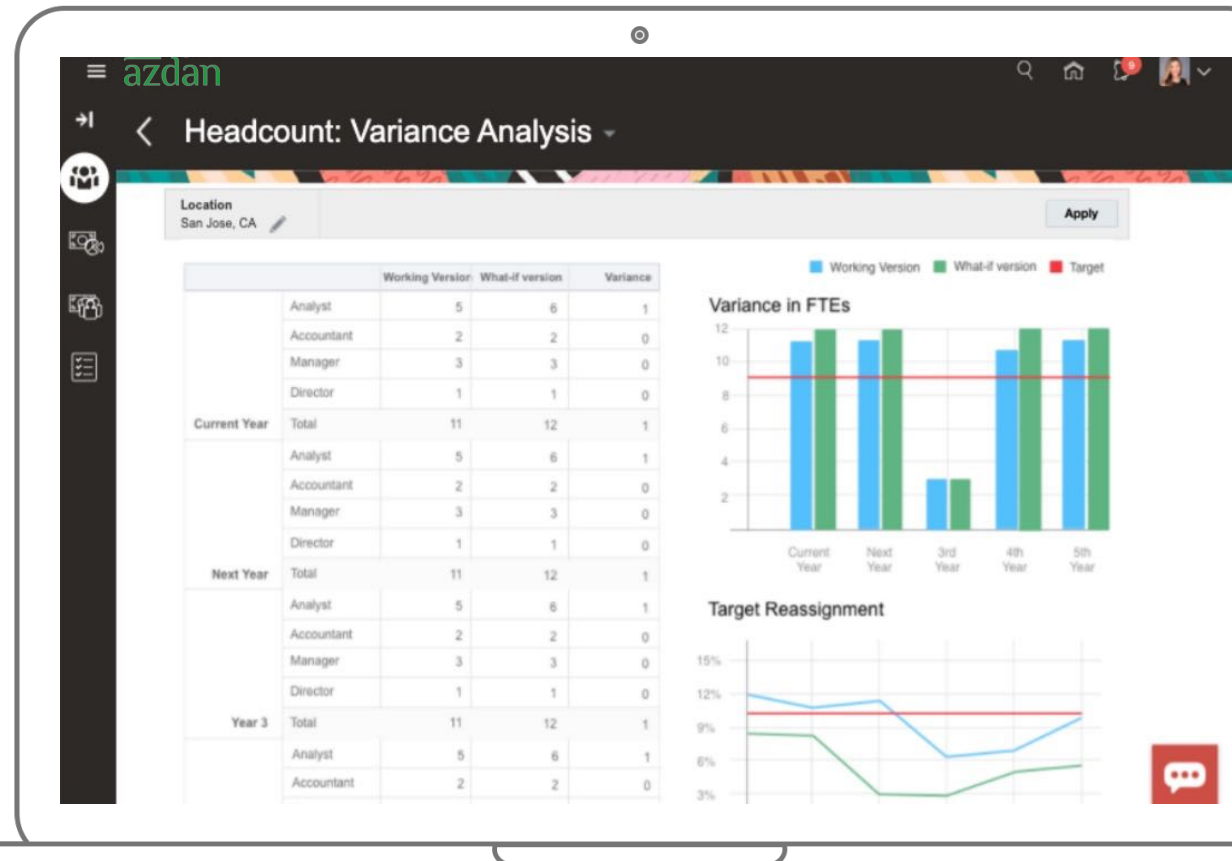 azdan
9
Headcount: Variance Analysis
Location
San Jose, CA
Apply
Working Version What-if version Variance
Analyst 5 6 1
Accountant 2 2 0
Manager 3 3 0
Director 1 1 0
Current Year Total 11 12 1
Analyst 5 6 1
Accountant 2 2 0
Manager 3 3 0
Director 1 1 0
Next Year Total 11 12 1
Analyst 5 6 1
Accountant 2 2 0
Manager 3 3 0
Director 1 1 0
Year 3 Total 11 12 1
Analyst 5 6 1
Accountant 2 2 0
Working Version What-if version Target
Variance in FTEs
12
10
8
6
4
2
Current Next 3rd 4th 5th
Year Year Year Year Year
Target Reassignment
15%
12%
9%
6%
3%